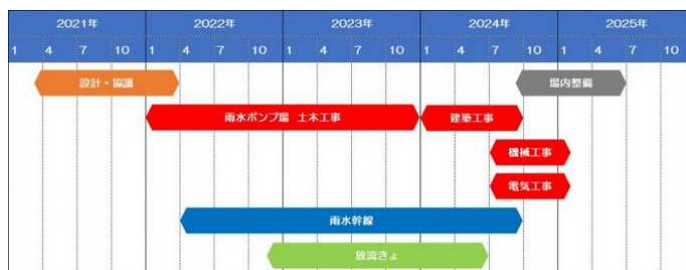 2021年 2022年 2023年 2024年 2025年
1 4 7 10 1 4 7 10 1 4 7 10 1 4 7 10 1 4 7 10
設計・協議 場内整備
雨水ポンプ場 土木工事 建築工事
機械工事
電気工事
雨水幹線
放流きょ